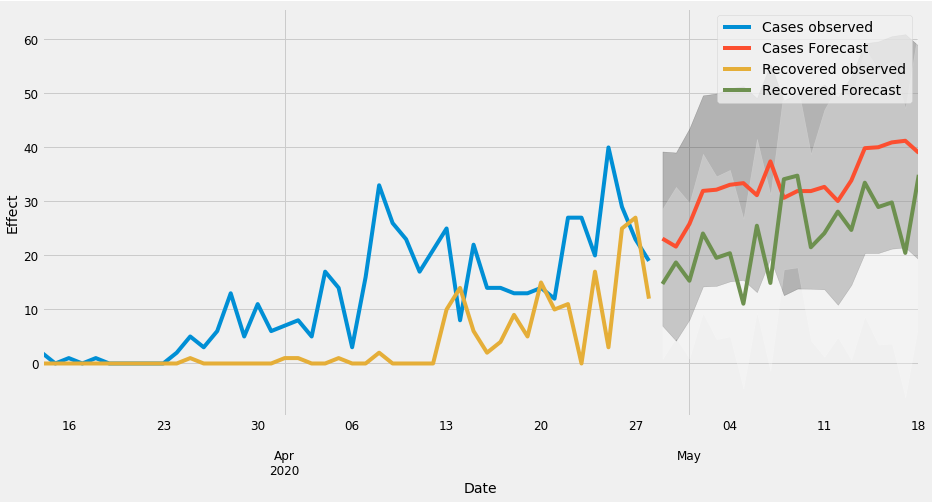 Cases observed
Cases Forecast
Recovered observed
Recovered Forecast
Effect
60
50
40
30
20
10
0
16 23 30 06 13 20 27 04 11 18
Apr May
2020
Date